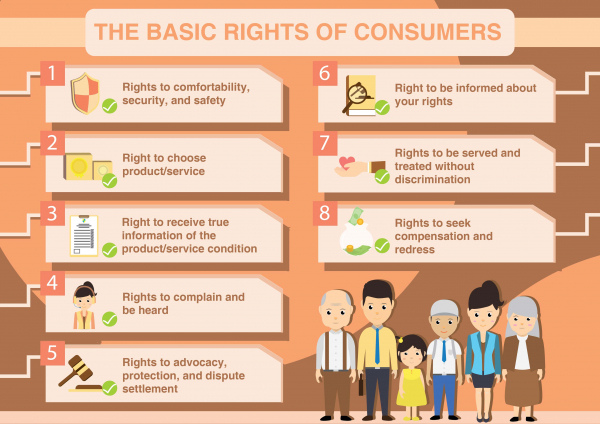 THE BASIC RIGHTS OF CONSUMERS
1
Rights to comfortability,
security, and safety
2
Right to choose
product/service
3
Right to receive true
information of the
product/service condition
4
Rights to complain and
be heard
5
Rights to advocacy,
protection, and dispute
settlement
6
Right to be informed about
your rights
7
Rights to be served and
treated without
discrimination
8
Rights to seek
compensation and
redress